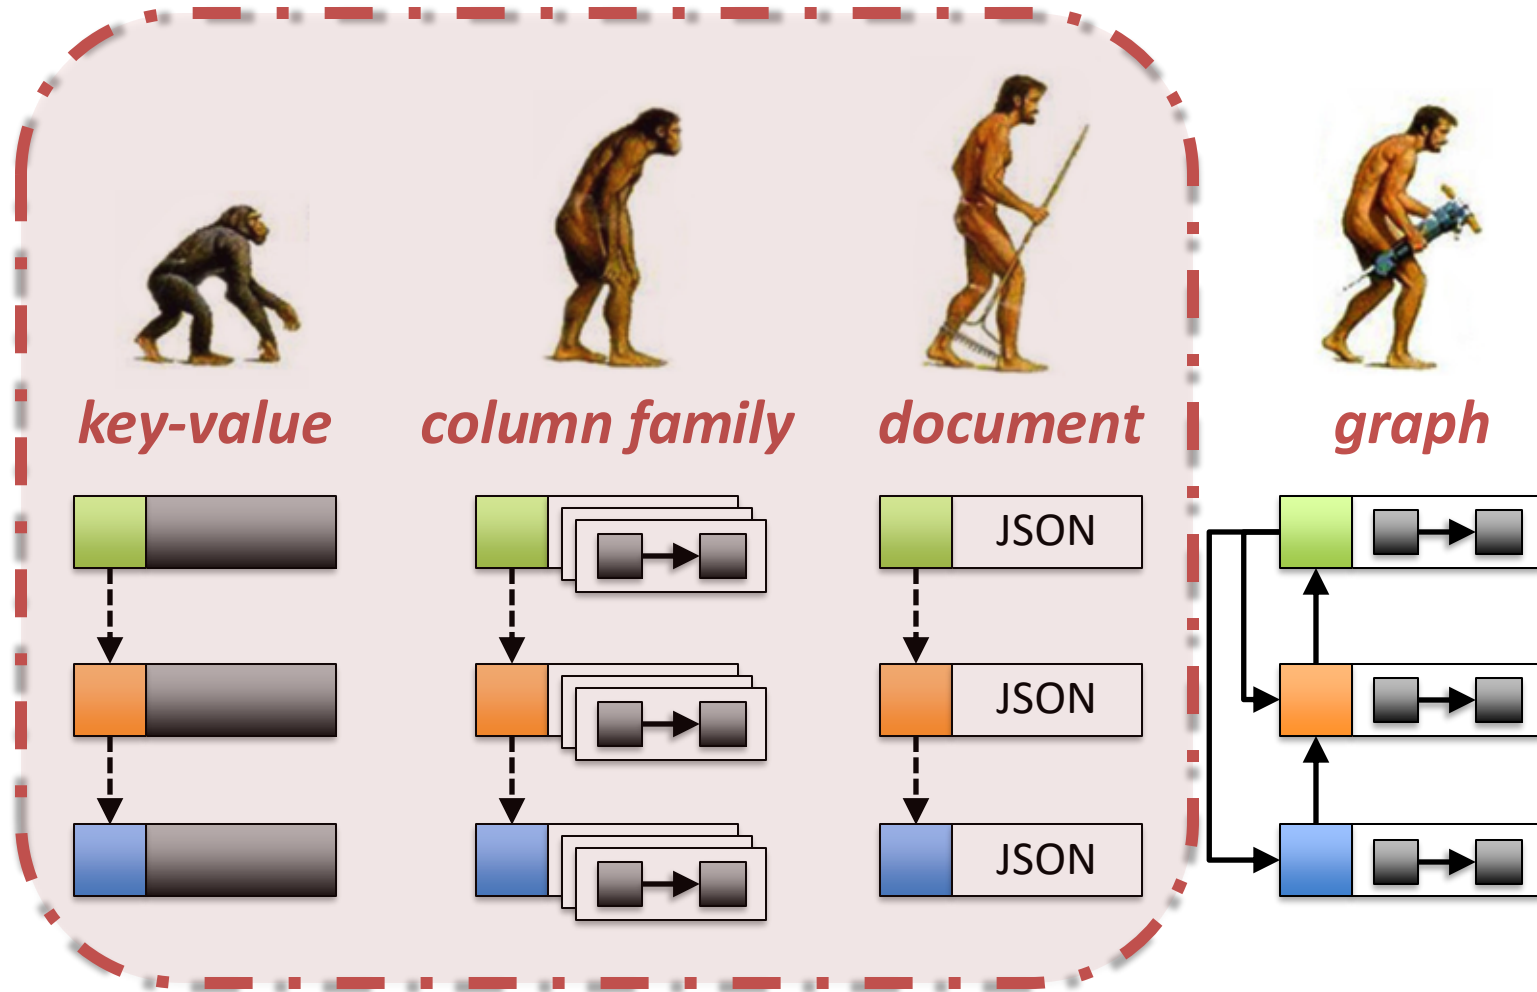 key-value
column family
document
graph
JSON
JSON
JSON